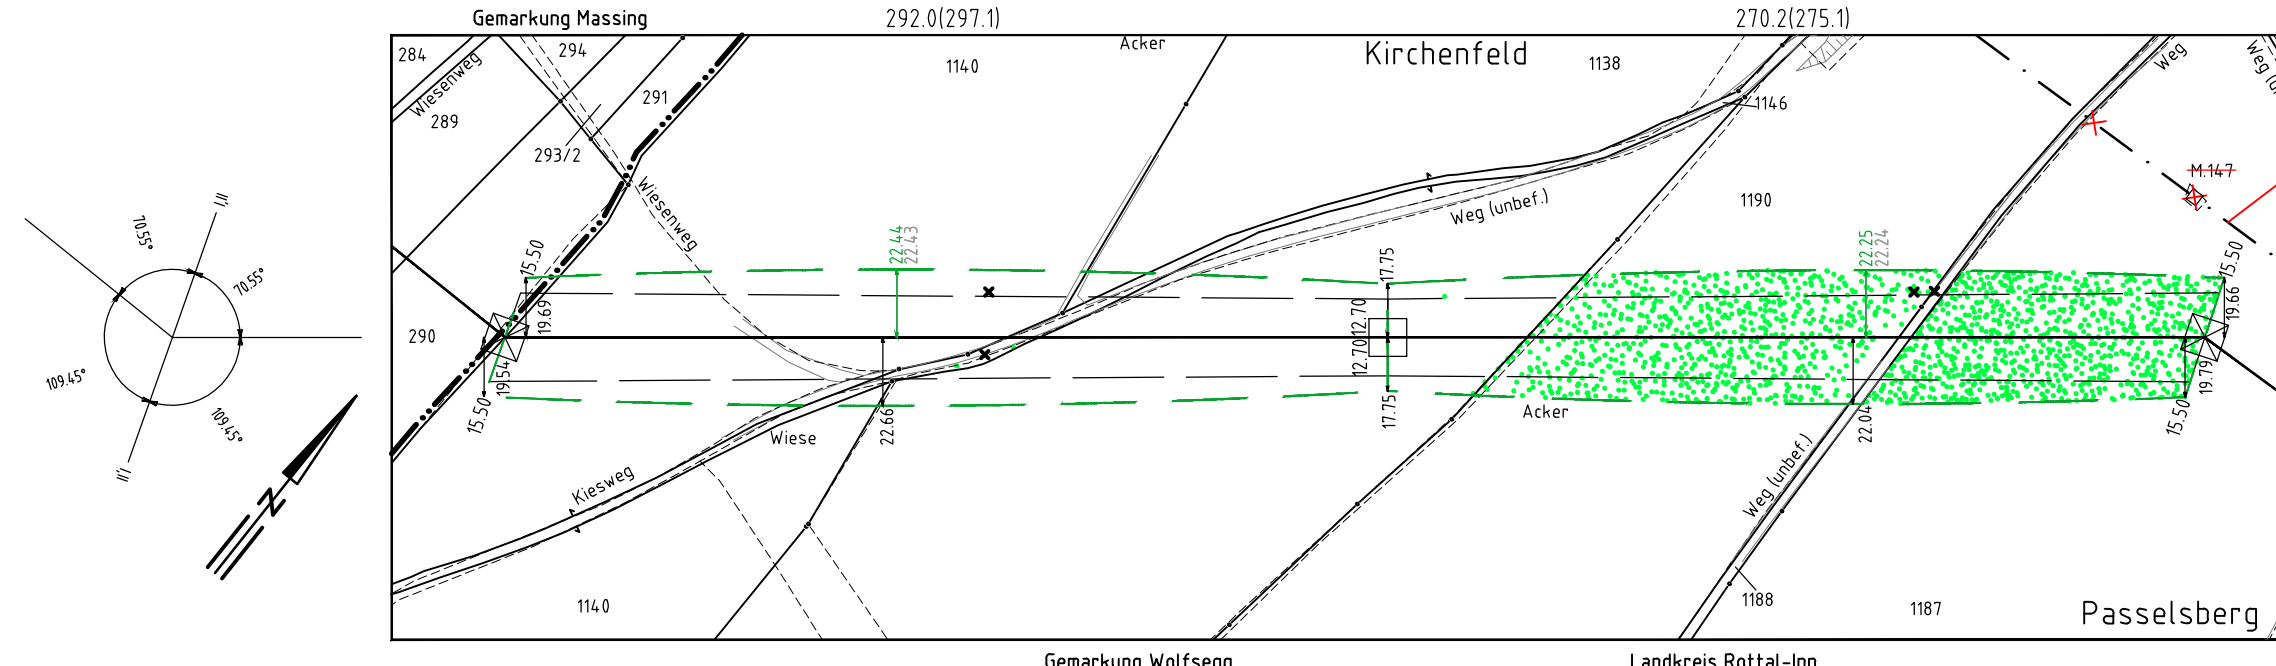 Gemarkung Massing
292.0(297.1)
270.2(275.1)
284
294
Acker
Kirchenfeld
1138
Weg
Wiesenweg
1140
291
289
1146
293/2
M.147
Wiesenweg
1190
Weg (unbef.)
I'II
70.55°
70.55°
109.45°
109.45°
I,II
N
15.50
19.69
22.44
22.43
17.75
22.25
22.24
15.50
19.66
290
12.70
12.70
19.54
15.50
22.66
17.75
22.04
19.79
15.50
Acker
Wiese
Kiesweg
Weg (unbef.)
1140
1188
1187
Passelsberg
Gemarkung Wolfsegg
Landkreis Rottal-Inn